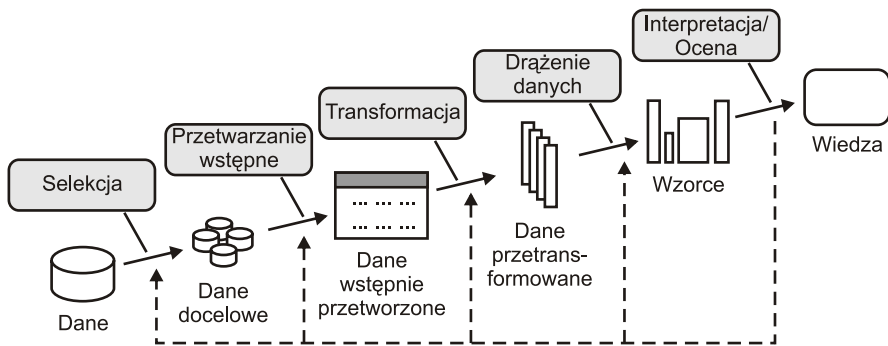 Interpretacja/
Ocena
Drążenie
danych
Transformacja
Przetwarzanie
wstępne
Selekcja
Wiedza
Wzorce
Dane
przetrans-
formowane
Dane
wstępnie
przetworzone
Dane
docelowe
Dane